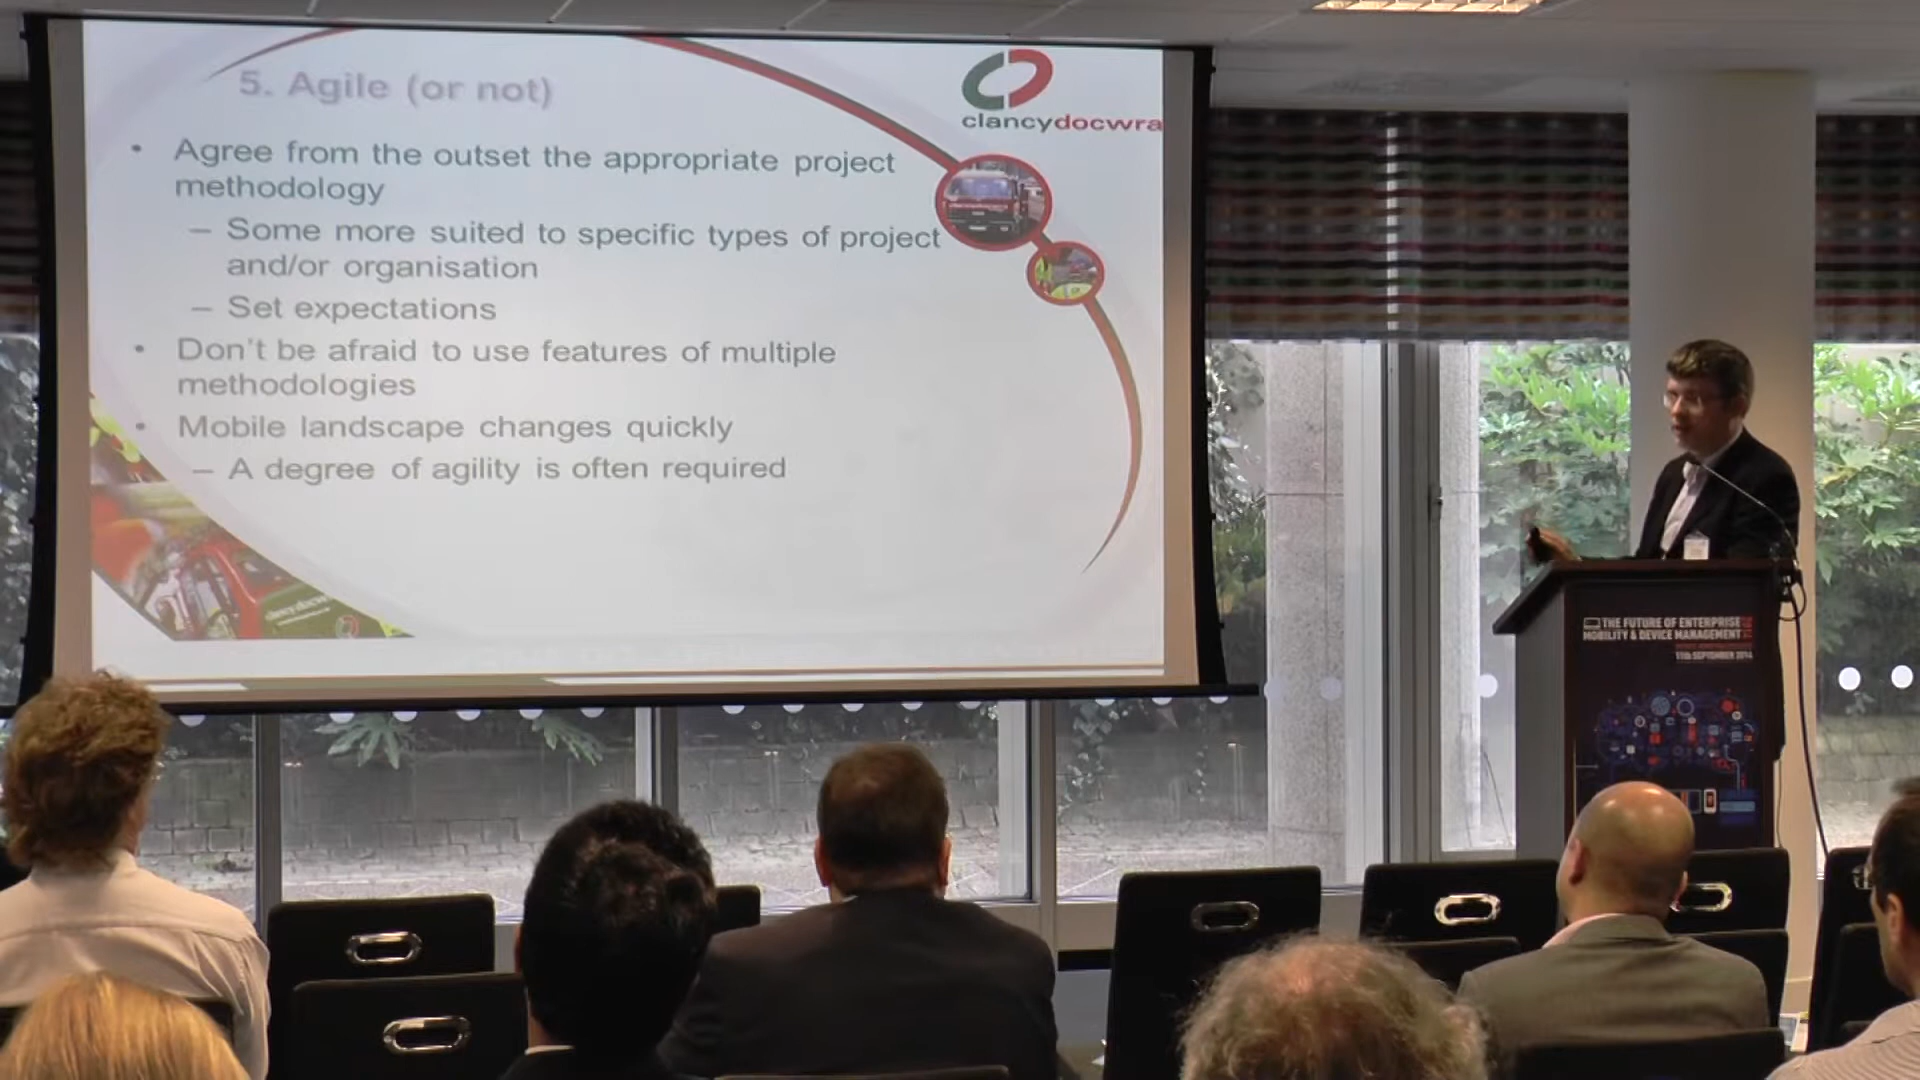 5. Agile (or not)
clancydocwra
• Agree from the outset the appropriate project
methodology
– Some more suited to specific types of project
and/or organisation
– Set expectations
• Don't be afraid to use features of multiple
methodologies
• Mobile landscape changes quickly
– A degree of agility is often required
THE FUTURE OF ENTERPRISE
MOBILITY & DEVICE MANAGEMENT
11th SEPTEMBER 2014